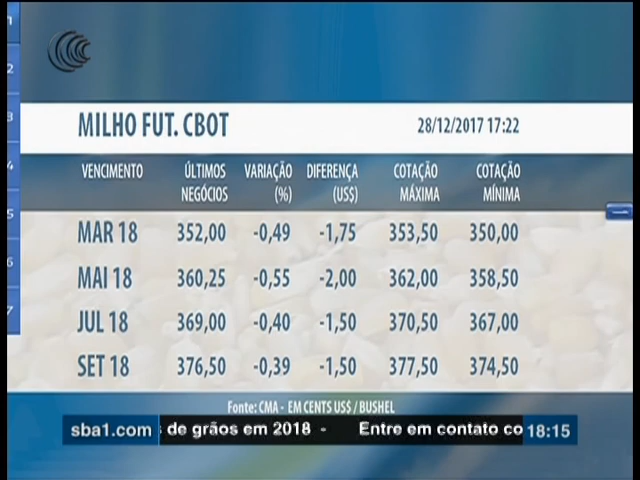 MILHO FUT. CBOT 28/12/2017 17:22
VENCIMENTO ÚLTIMOS NEGÓCIOS VARIAÇÃO (%) DIFERENÇA (US$) COTAÇÃO MÁXIMA COTAÇÃO MÍNIMA
MAR 18 352,00 -0,49 -1,75 353,50 350,00
MAI 18 360,25 -0,55 -2,00 362,00 358,50
JUL 18 369,00 -0,40 -1,50 370,50 367,00
SET 18 376,50 -0,39 -1,50 377,50 374,50
Fonte: CMA - EM CENTS US$ / BUSHEL
sba1.com de grãos em 2018 - Entre em contato co 18:15